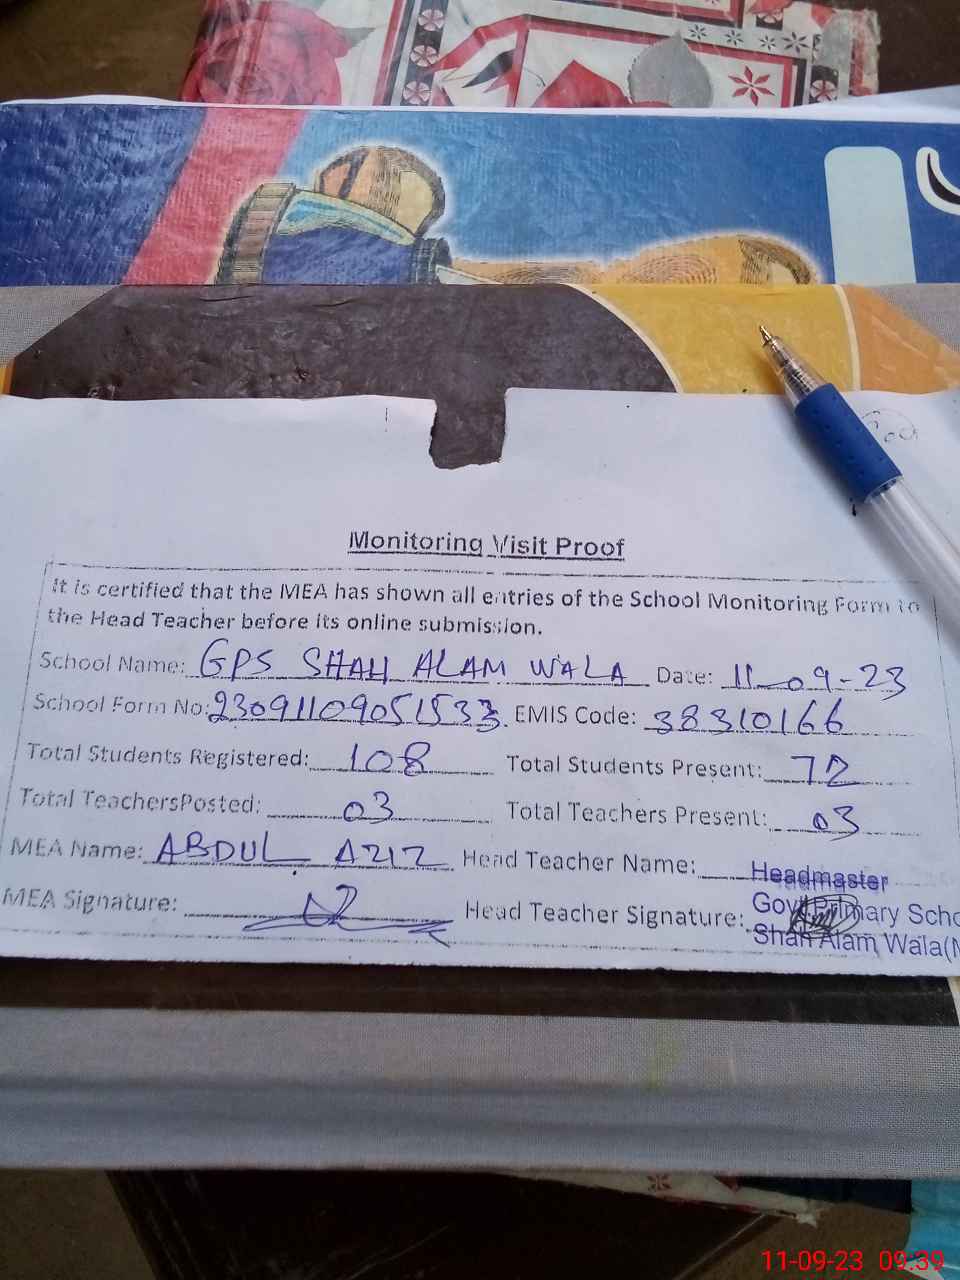 Monitoring Visit Proof
It is certified that the MEA has shown all entries of the School Monitoring Form to
the Head Teacher before its online submission.
School Name: GPS SHAH ALAM WALA Date: 11-09-23
School Form No: 23091109051533 EMIS Code: 38310166
Total Students Registered: 108 Total Students Present: 72
Total TeachersPosted: 03 Total Teachers Present: 03
MEA Name: ABDUL AZIZ Head Teacher Name: Headmaster
MEA Signature: Head Teacher Signature: Govt Primary Scho
Shah Alam Wala(
11-09-23 09:39